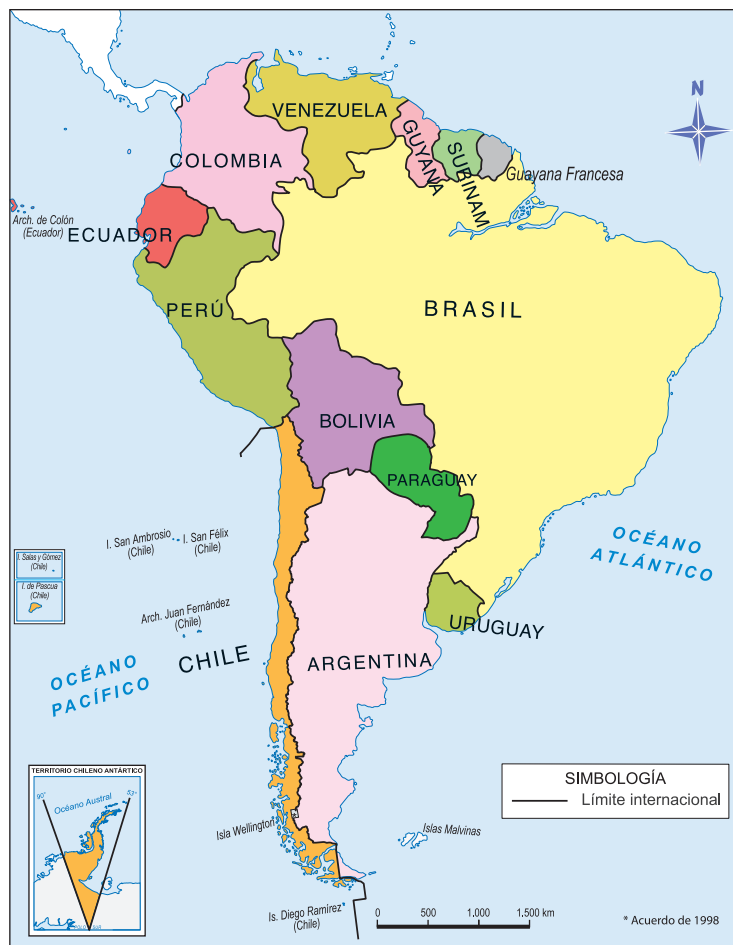 N
VENEZUELA
GUYANA
SURINAM
Guayana Francesa
COLOMBIA
Arch. de Colón
(Ecuador)
ECUADOR
PERÚ
BRASIL
BOLIVIA
PARAGUAY
I. San Ambrosio
(Chile)
I. San Félix
(Chile)
I. Salas y Gómez
(Chile)
I. de Pascua
(Chile)
OCÉANO
ATLÁNTICO
Arch. Juan Fernández
(Chile)
URUGUAY
CHILE
ARGENTINA
OCÉANO
PACÍFICO
TERRITORIO CHILENO ANTÁRTICO
90°
53°
Océano Austral
POLO SUR
SIMBOLOGÍA
Límite internacional
Isla Wellington
Islas Malvinas
Is. Diego Ramírez
(Chile)
0 500 1.000 1.500 km
* Acuerdo de 1998